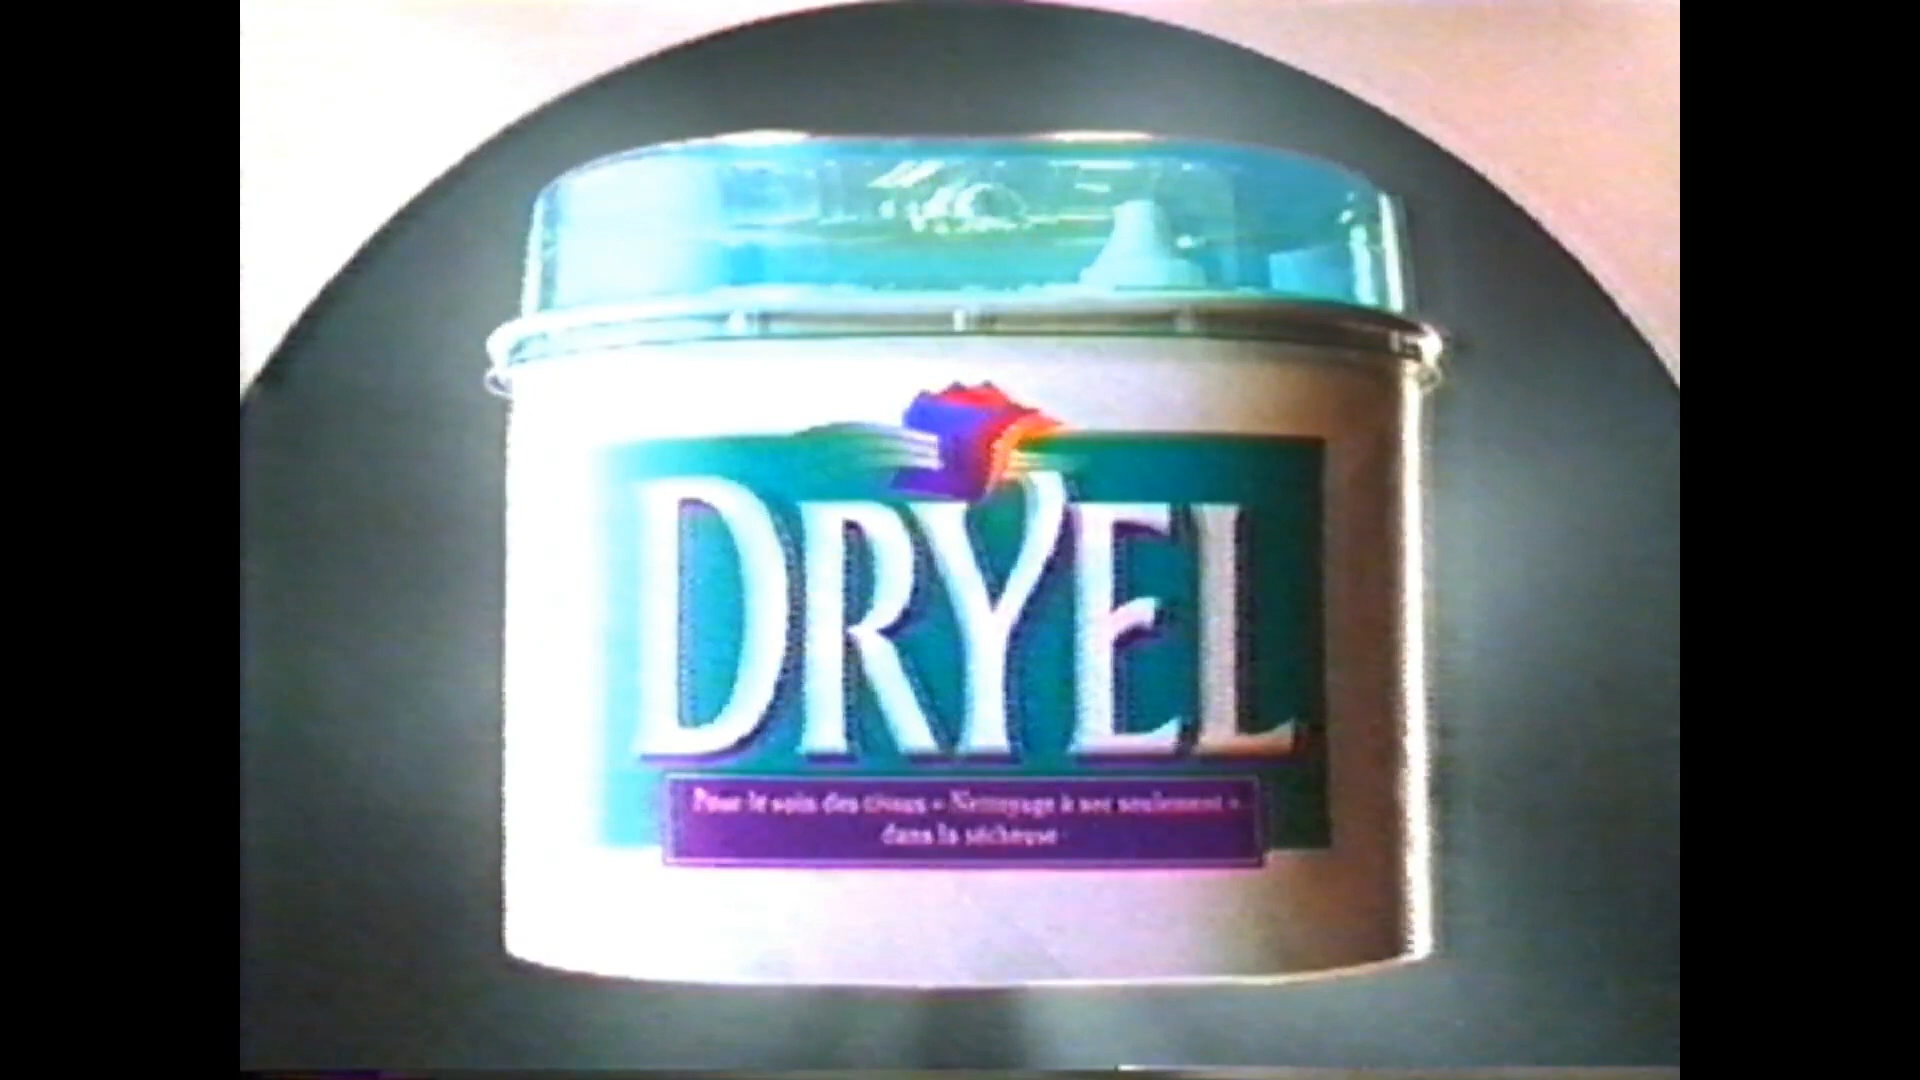 DRYEL
Pour le soin des tissus « Nettoyage à sec seulement »
dans la sécheuse